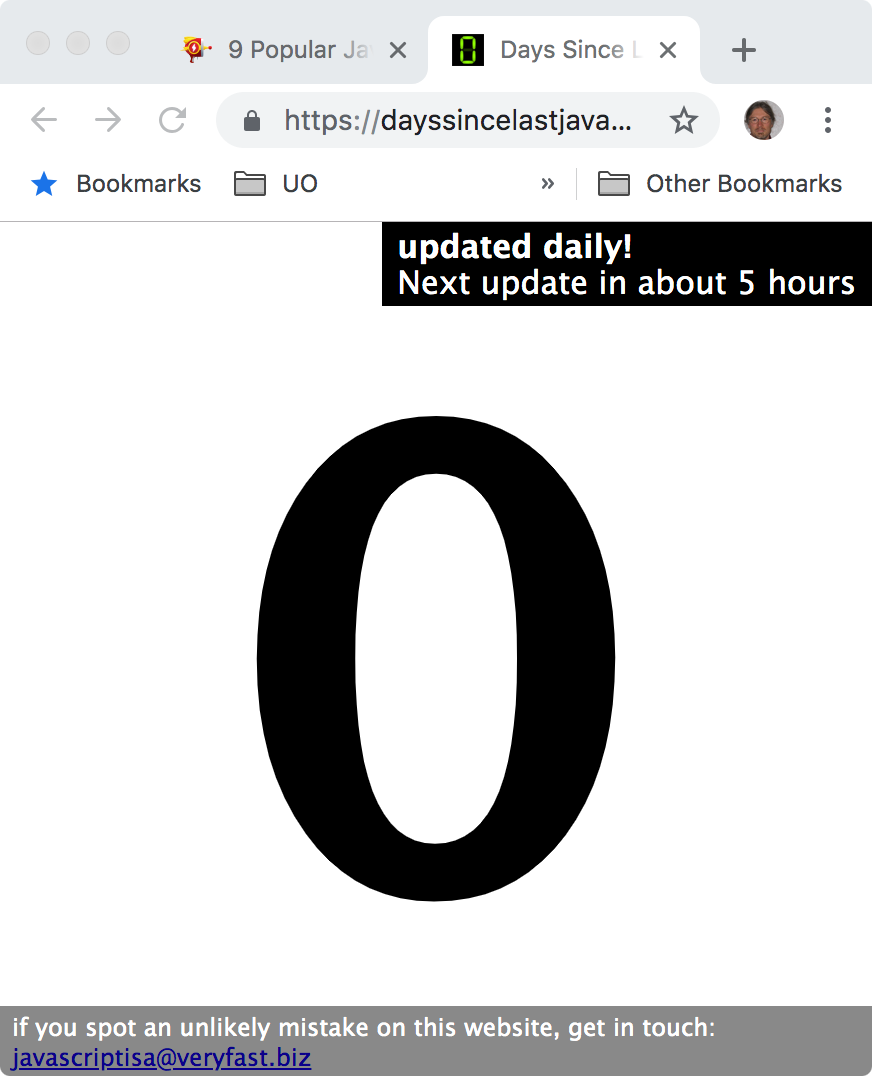 9 Popular Ja
Days Since L
https://dayssincelastjava...
Bookmarks
UO
»
Other Bookmarks
updated daily!
Next update in about 5 hours
0
if you spot an unlikely mistake on this website, get in touch:
javascriptisa@veryfast.biz